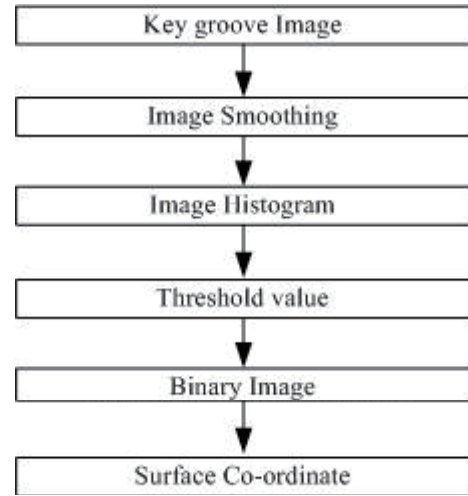 Key groove Image
Image Smoothing
Image Histogram
Threshold value
Binary Image
Surface Co-ordinate